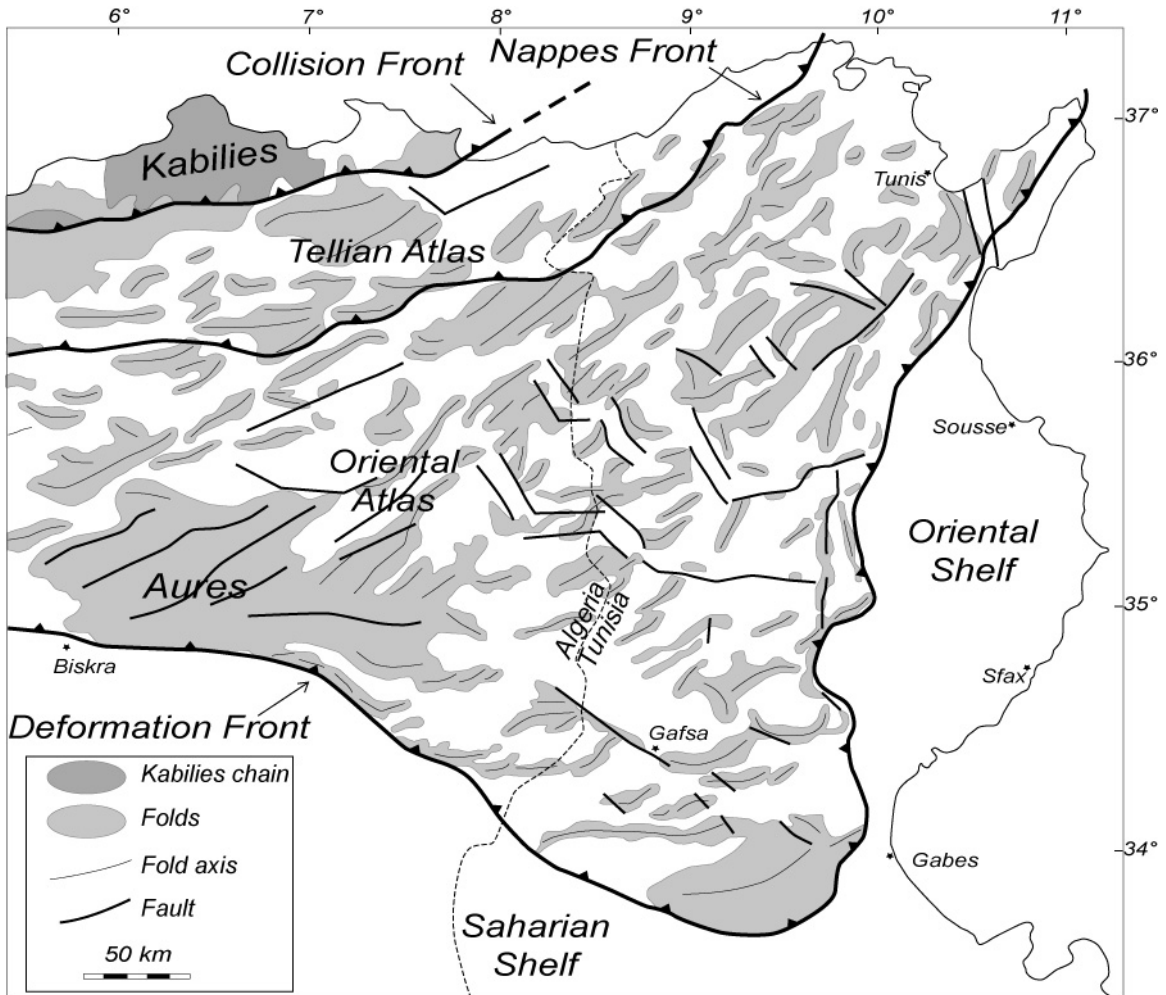 6° 7° 8° 9° 10° 11°
Collision Front
Nappes Front
37°
Kabilies
Tunis
Tellian Atlas
36°
Sousse
Oriental
Atlas
Oriental
Shelf
Aures
35°
Algeria
Tunisia
Biskra
Sfax
Deformation Front
Gafsa
34°
Gabes
Saharian
Shelf
Kabilies chain
Folds
Fold axis
Fault
50 km